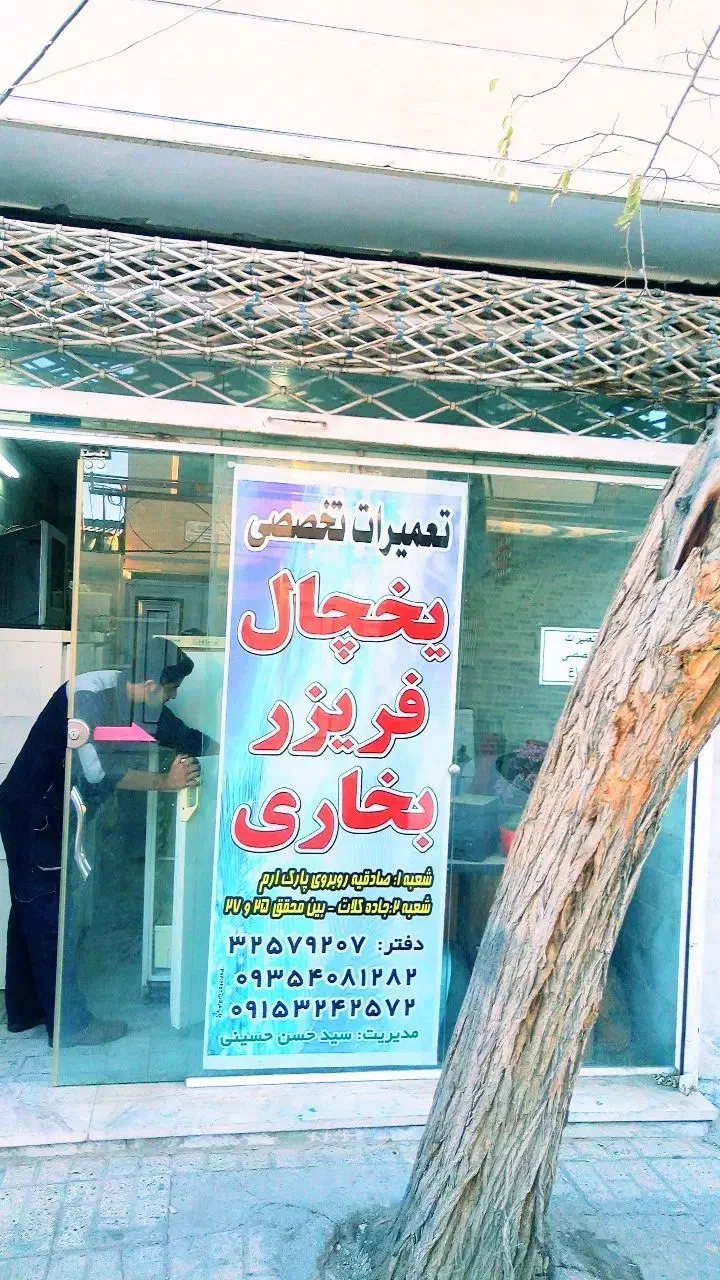 تعمیرات تخصصی
یخچال
فریزر
بخاری
شعبه ۱: صادقیه روبروی پارک ارم
شعبه ۲: جاده کلات - بین محقق ۲۵ و ۲۷
دفتر: ۳۲۵۷۹۲۰۷
۰۹۳۵۴۰۸۱۲۸۲
۰۹۱۵۳۲۴۲۵۷۲
مدیریت: سید حسن حسینی
تعمیرات